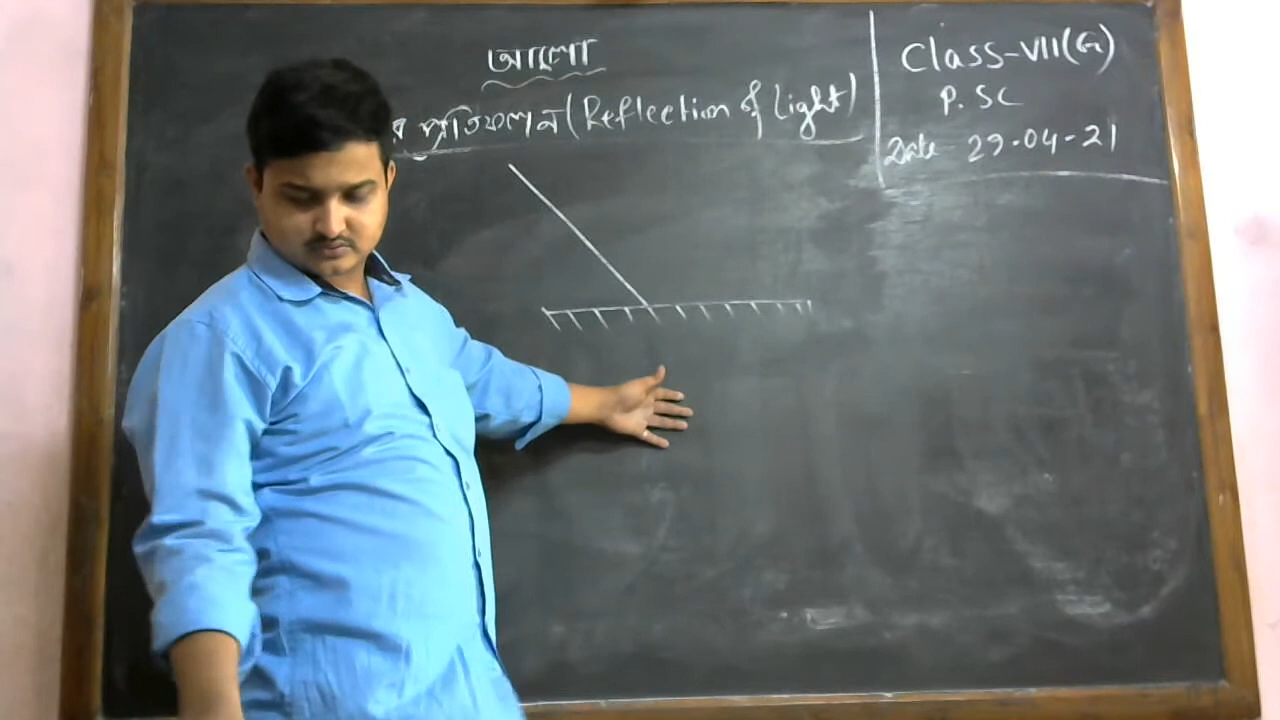 আলো
র প্রতিফলন (Reflection of Light)
Class-VII(G)
P. SC
Date 29-04-21